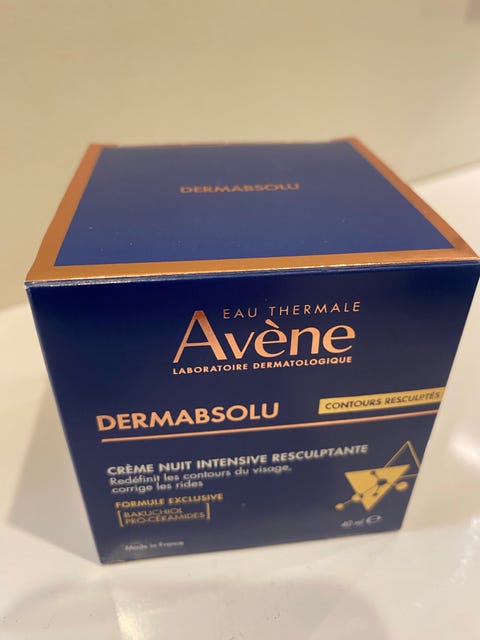 DERMABSOLU
EAU THERMALE
Avène
LABORATOIRE DERMATOLOGIQUE
DERMABSOLU
CONTOURS RESCULPTÉS
CRÈME NUIT INTENSIVE RESCULPTANTE
Redéfinit les contours du visage,
corrige les rides
FORMULE EXCLUSIVE
[BAKUCHIOL
PRO-CÉRAMIDES]
40 ml e
Made in France